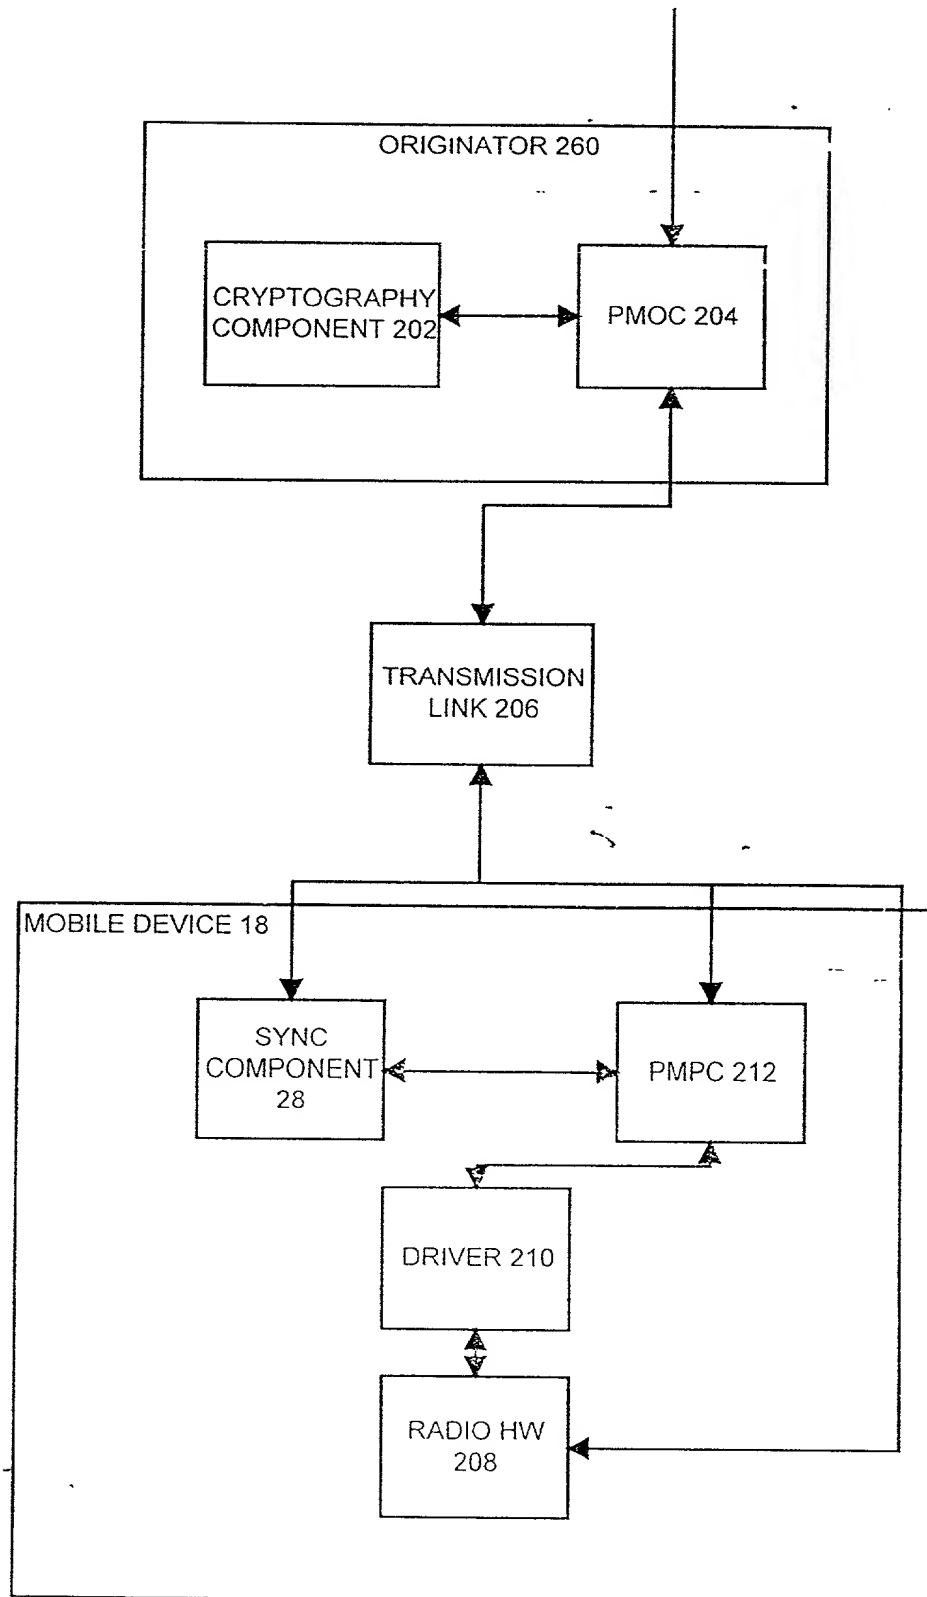 ORIGINATOR 260
CRYPTOGRAPHY
COMPONENT 202
PMOC 204
TRANSMISSION
LINK 206
MOBILE DEVICE 18
SYNC
COMPONENT
28
PMPC 212
DRIVER 210
RADIO HW
208